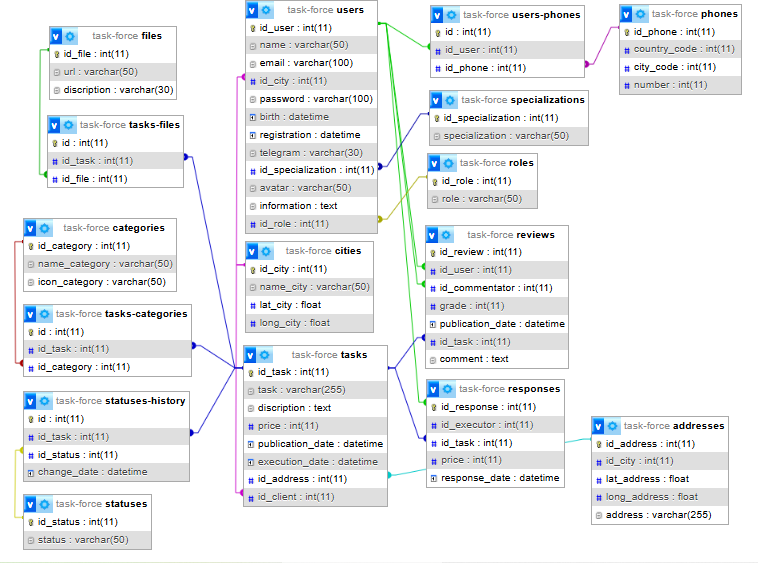 task-force files
id_file : int(11)
url : varchar(50)
discription : varchar(30)
task-force tasks-files
id : int(11)
id_task : int(11)
id_file : int(11)
task-force categories
id_category : int(11)
name_category : varchar(50)
icon_category : varchar(50)
task-force tasks-categories
id : int(11)
id_task : int(11)
id_category : int(11)
task-force statuses-history
id : int(11)
id_task : int(11)
id_status : int(11)
change_date : datetime
task-force statuses
id_status : int(11)
status : varchar(50)
task-force users
id_user : int(11)
name : varchar(50)
email : varchar(100)
id_city : int(11)
password : varchar(100)
birth : datetime
registration : datetime
telegram : varchar(30)
id_specialization : int(11)
avatar : varchar(50)
information : text
id_role : int(11)
task-force cities
id_city : int(11)
name_city : varchar(50)
lat_city : float
long_city : float
task-force tasks
id_task : int(11)
task : varchar(255)
discription : text
price : int(11)
publication_date : datetime
execution_date : datetime
id_address : int(11)
id_client : int(11)
task-force users-phones
id : int(11)
id_user : int(11)
id_phone : int(11)
task-force specializations
id_specialization : int(11)
specialization : varchar(50)
task-force roles
id_role : int(11)
role : varchar(50)
task-force reviews
id_review : int(11)
id_user : int(11)
id_commentator : int(11)
grade : int(11)
publication_date : datetime
id_task : int(11)
comment : text
task-force responses
id_response : int(11)
id_executor : int(11)
id_task : int(11)
price : int(11)
response_date : datetime
task-force phones
id_phone : int(11)
country_code : int(11)
city_code : int(11)
number : int(11)
task-force addresses
id_address : int(11)
id_city : int(11)
lat_address : float
long_address : float
address : varchar(255)